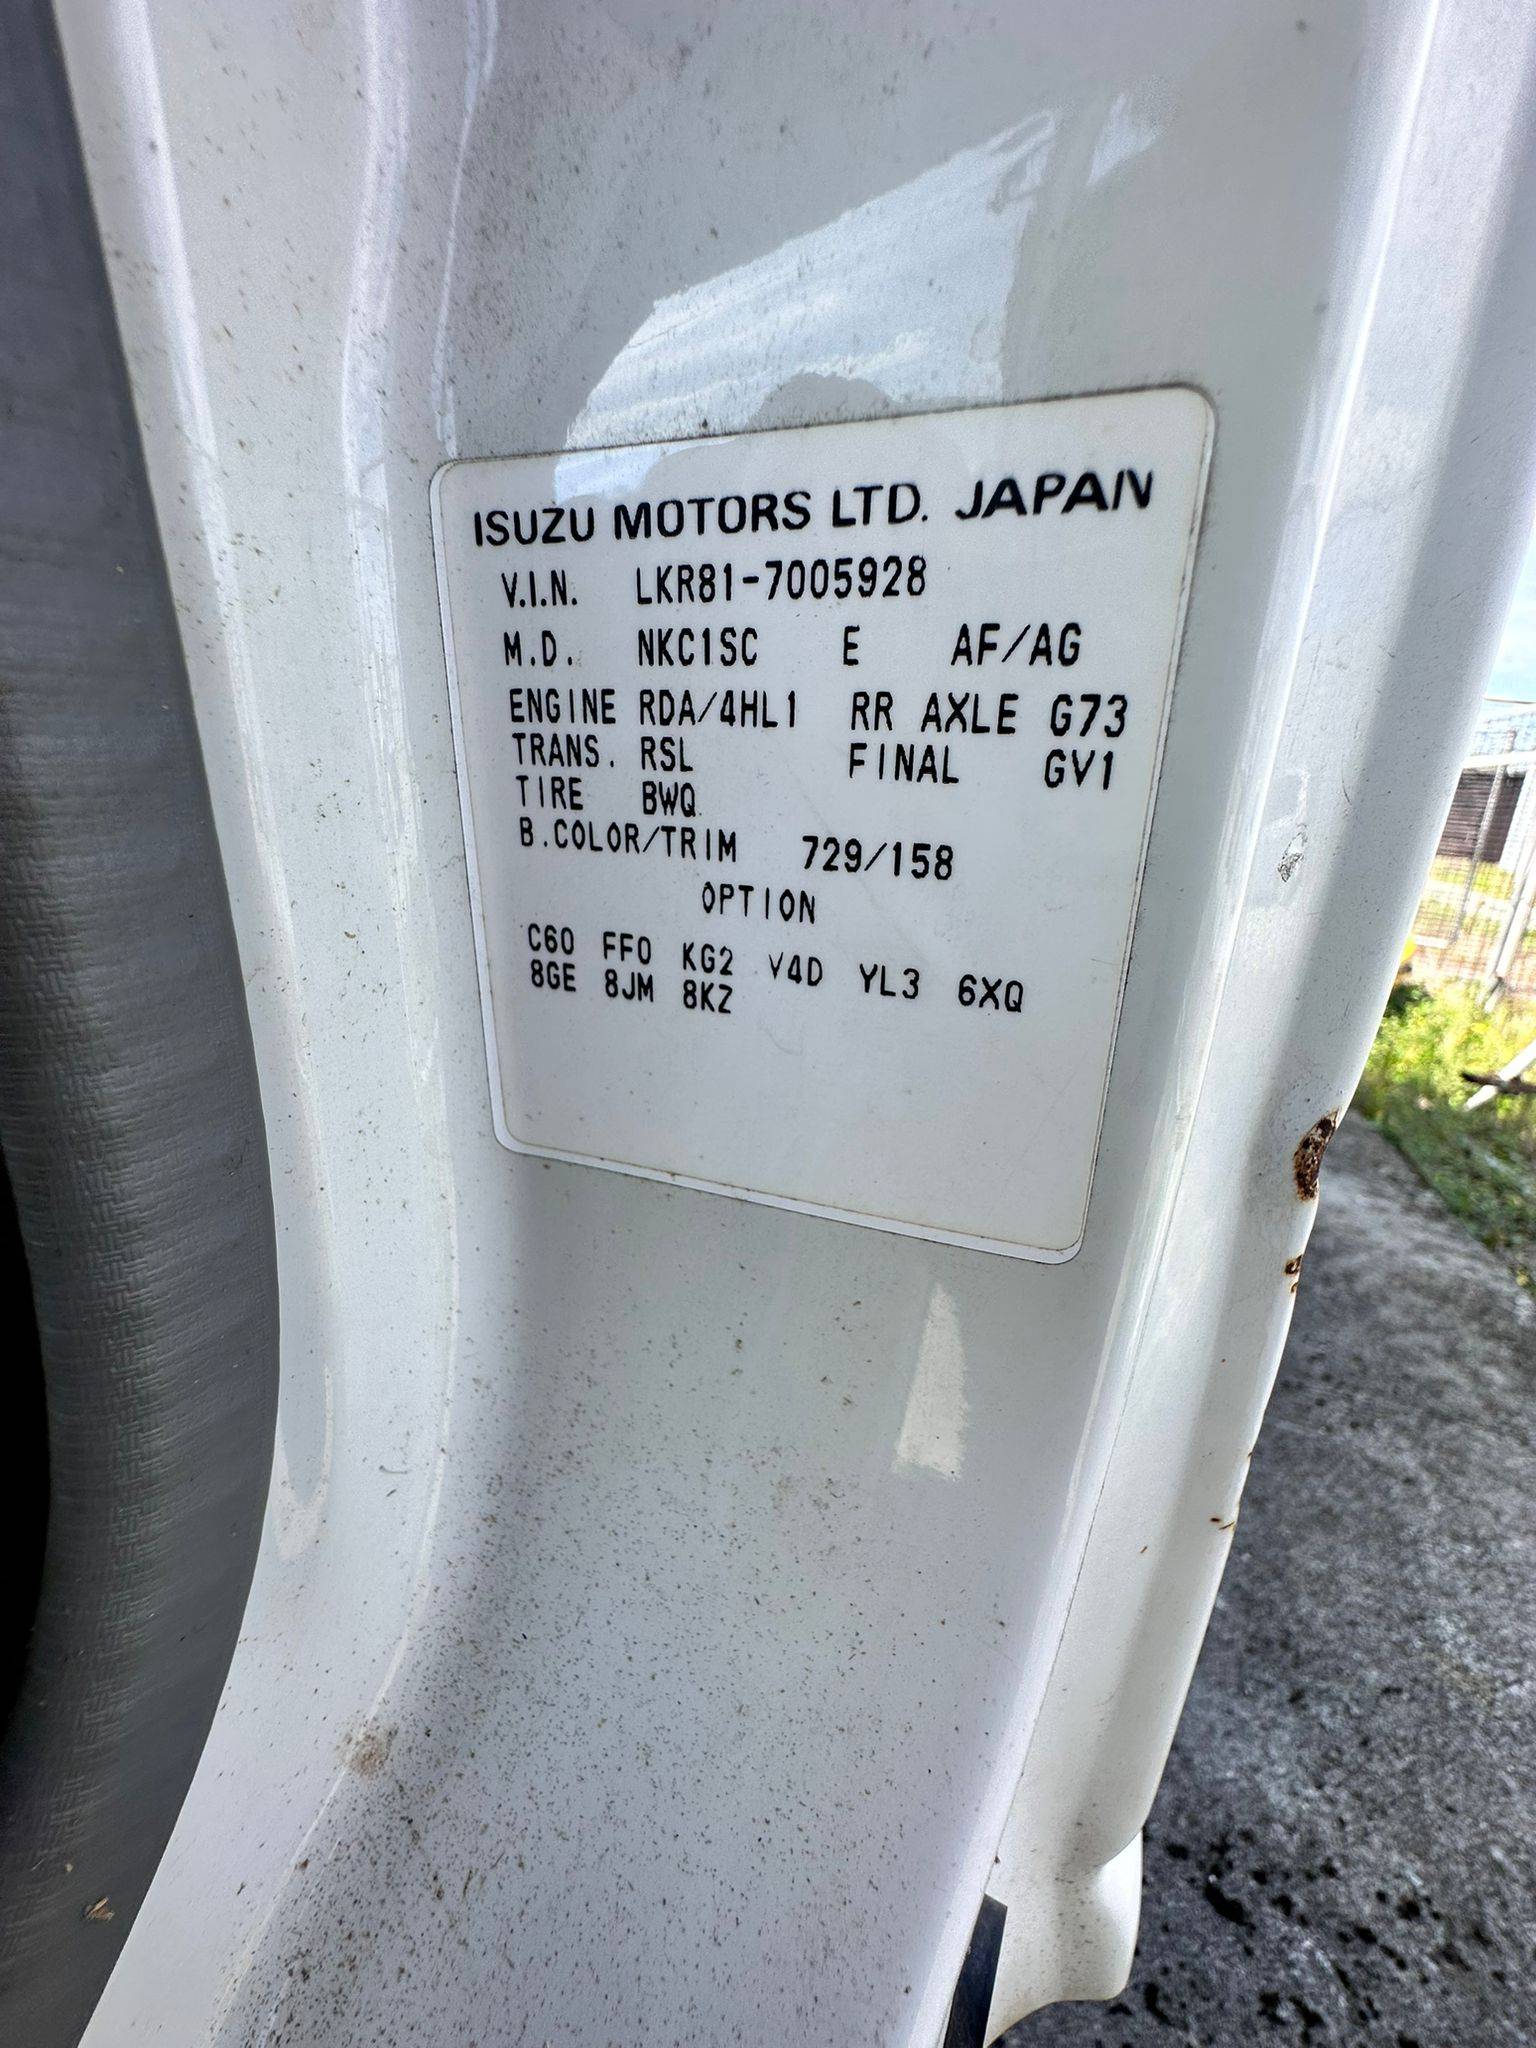 ISUZU MOTORS LTD. JAPAN
V.I.N. LKR81-7005928
M.D. NKC1SC E AF/AG
ENGINE RDA/4HL1 RR AXLE G73
TRANS. RSL FINAL GV1
TIRE BWQ
B.COLOR/TRIM 729/158
OPTION
C60 FF0 KG2 V4D YL3 6XQ
8GE 8JM 8KZ